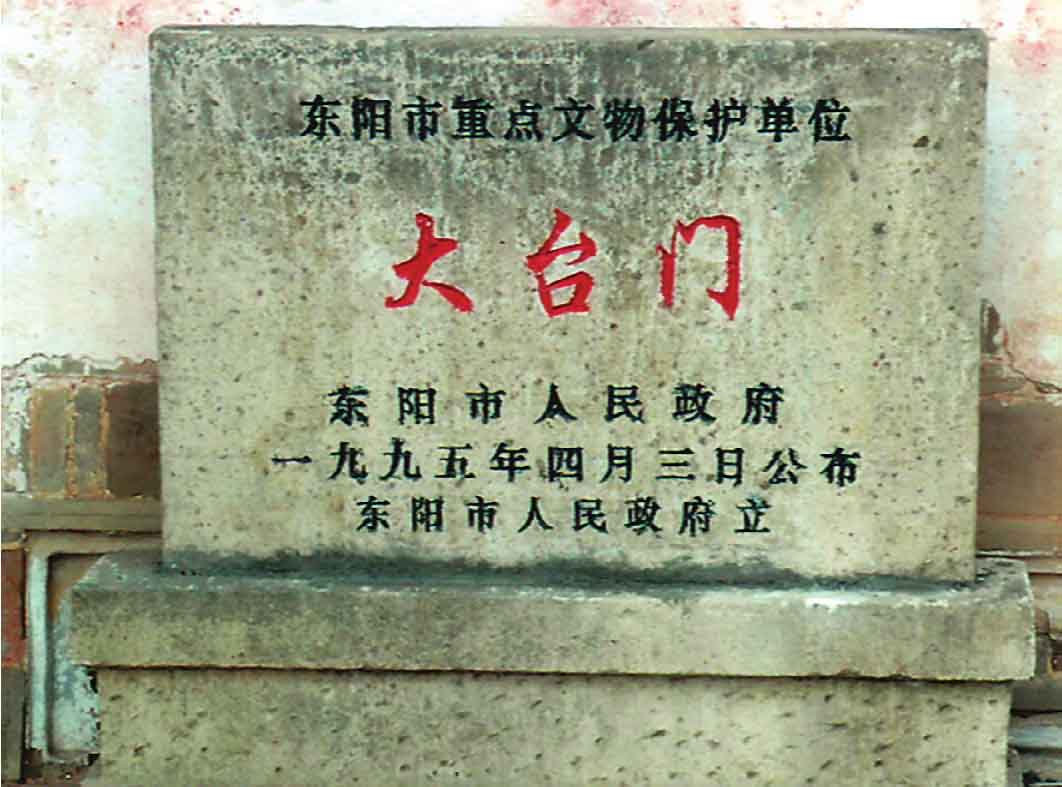 东阳市重点文物保护单位
大台门
东阳市人民政府
一九九五年四月三日公布
东阳市人民政府立